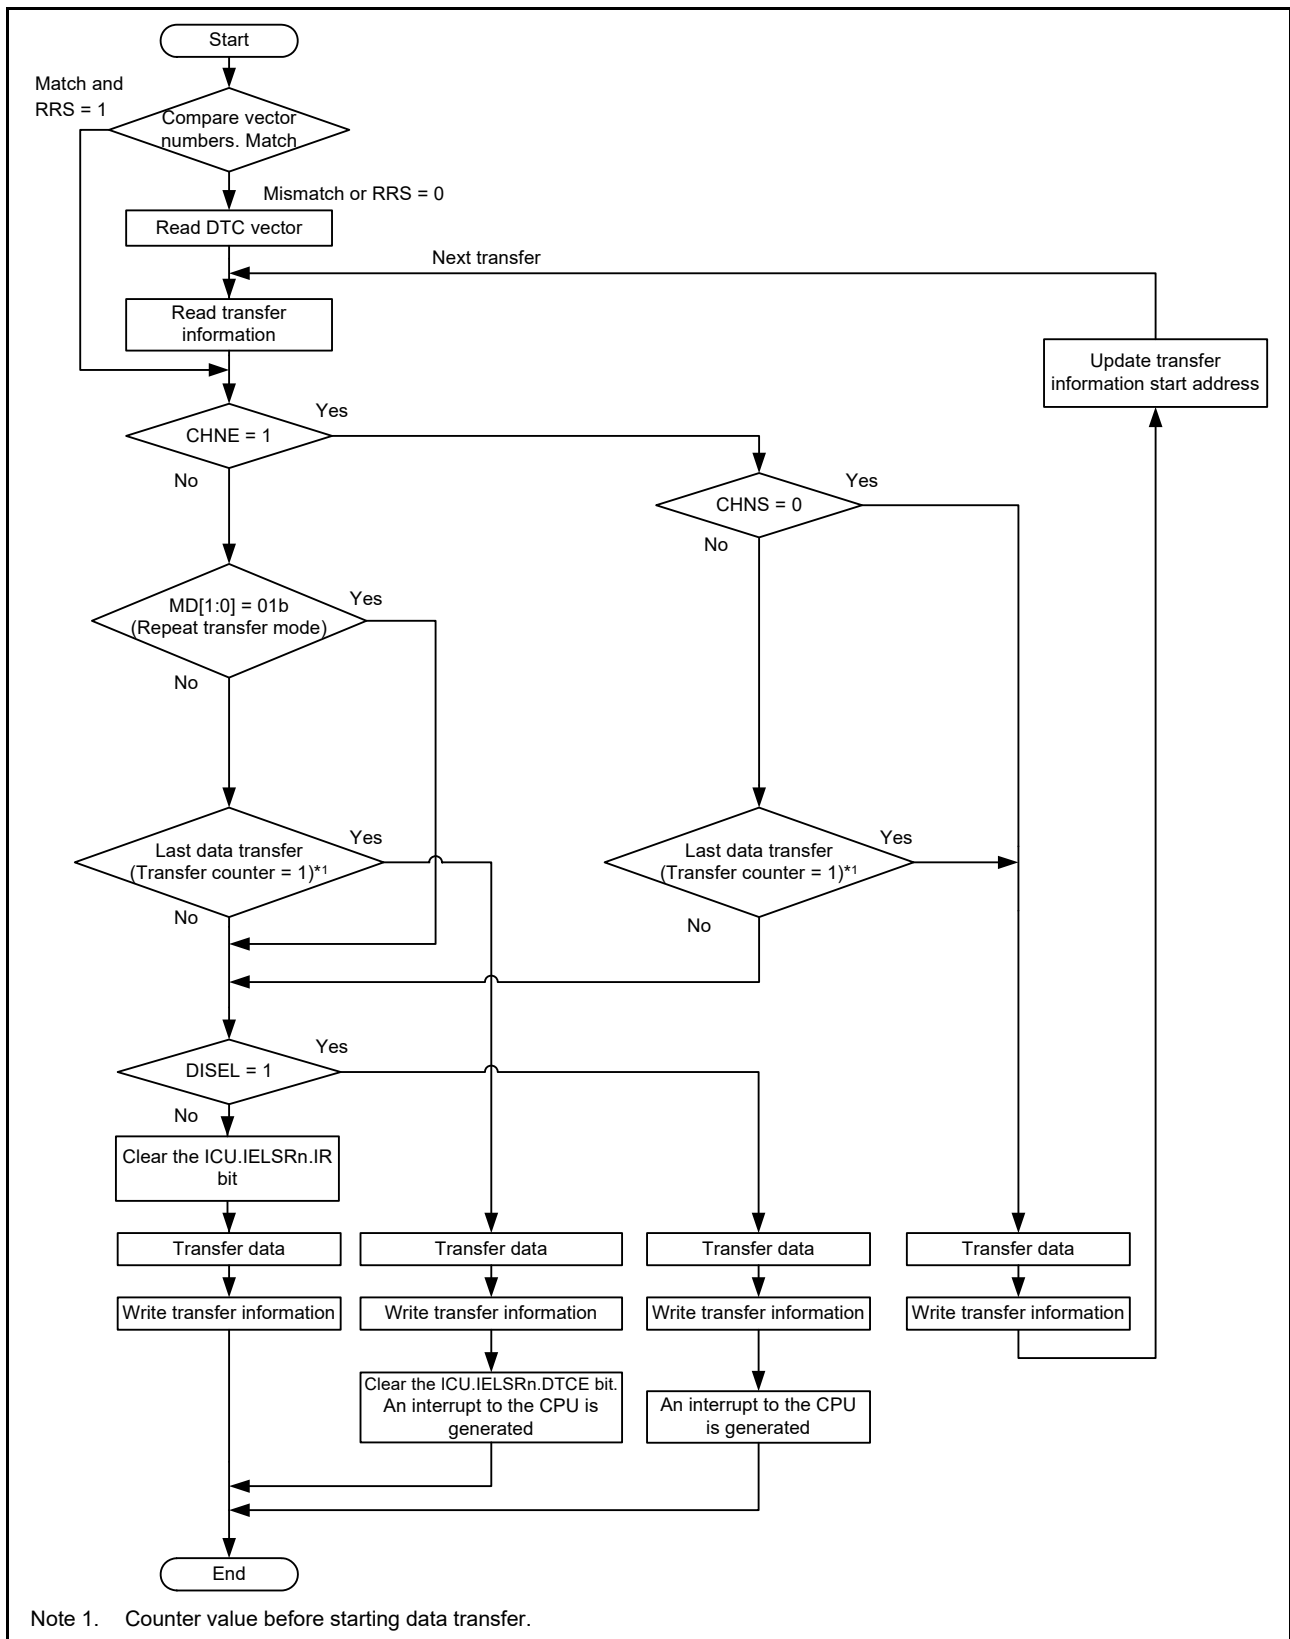 Start
Match and
RRS = 1
Compare vector
numbers. Match
Mismatch or RRS = 0
Read DTC vector
Next transfer
Read transfer
information
Update transfer
information start address
Yes
CHNE = 1
No
Yes
CHNS = 0
No
MD[1:0] = 01b
(Repeat transfer mode)
Yes
No
Last data transfer
(Transfer counter = 1)*1
Yes
No
Last data transfer
(Transfer counter = 1)*1
Yes
No
DISEL = 1
Yes
No
Clear the ICU.IELSRn.IR
bit
Transfer data
Transfer data
Transfer data
Transfer data
Write transfer information
Write transfer information
Write transfer information
Write transfer information
Clear the ICU.IELSRn.DTCE bit.
An interrupt to the CPU is
generated
An interrupt to the CPU
is generated
End
Note 1. Counter value before starting data transfer.